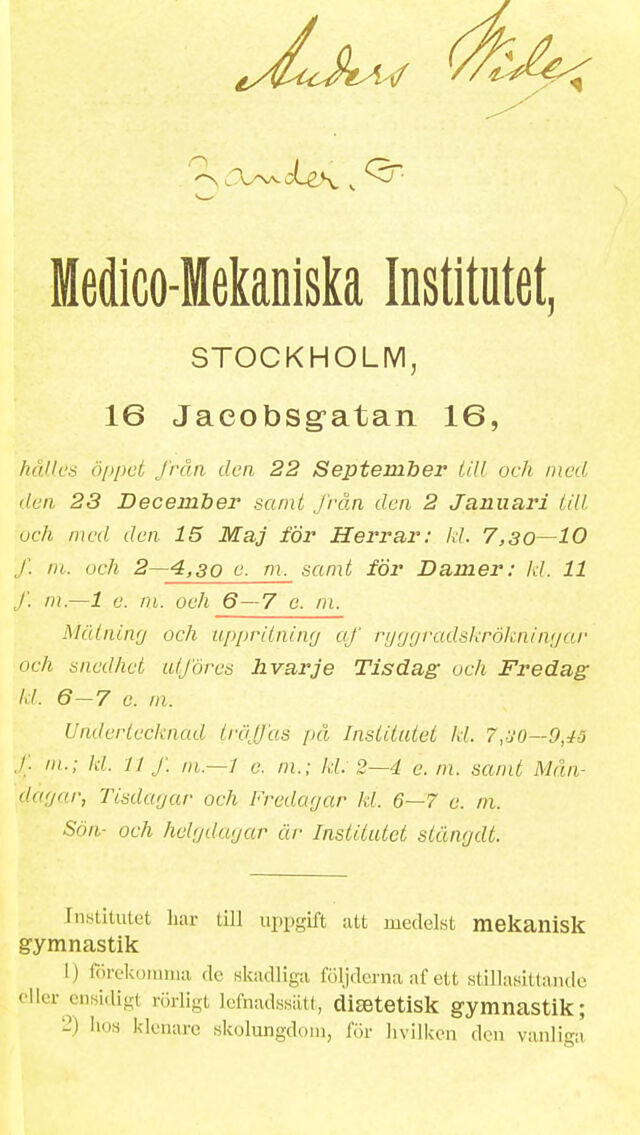 Anders Wide.
Zander. G.
Medico-Mekaniska Institutet,
STOCKHOLM,
16 Jacobsgatan 16,
hålles öppet från den 22 September till och med
den 23 December samt från den 2 Januari till
och med den 15 Maj för Herrar: kl. 7,30—10
f. m. och 2—4,30 e. m. samt för Damer: kl. 11
f. m.—1 e. m. och 6—7 e. m.
Mätning och uppritning af ryggradskrökningar
och snedhet utföres hvarje Tisdag och Fredag
kl. 6—7 e. m.
Undertecknad träffas på Institutet kl. 7,30—9,45
f. m.; kl. 11 f. m.—1 e. m.; kl. 2—4 e. m. samt Mån-
dagar, Tisdagar och Fredagar kl. 6—7 e. m.
Sön- och helgdagar är Institutet stängdt.
Institutet har till uppgift att medelst mekanisk
gymnastik
1) förekomma de skadliga följderna af ett stillasittande
eller ensidigt rörligt lefnadssätt, diætetisk gymnastik;
2) hos klenare skolungdom, för hvilken den vanliga